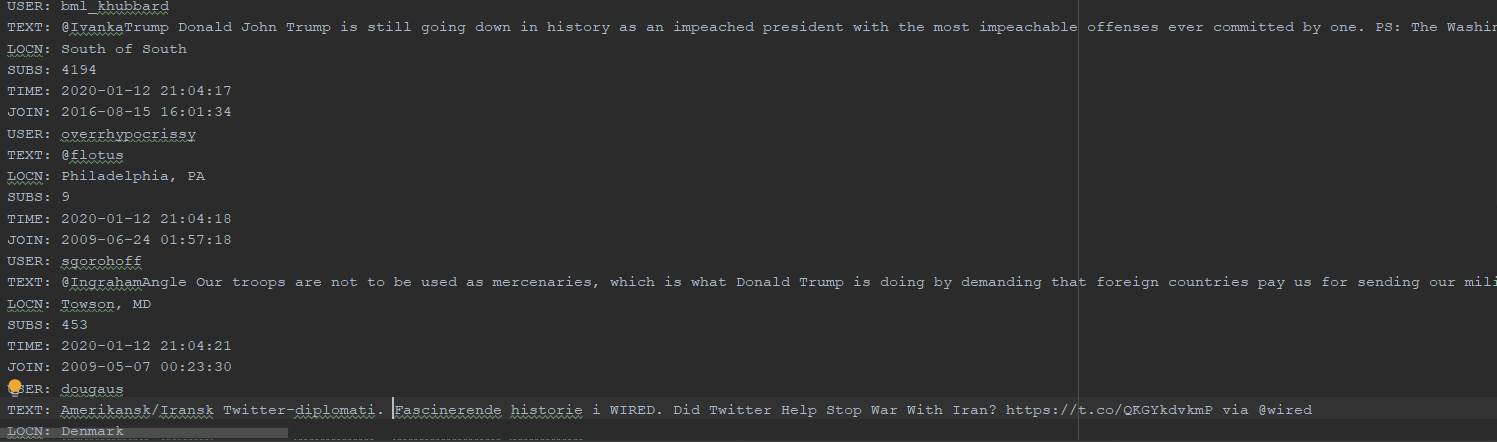 USER: bml_khubbard
TEXT: @IvankaTrump Donald John Trump is still going down in history as an impeached president with the most impeachable offenses ever committed by one. PS: The Washin
LOCN: South of South
SUBS: 4194
TIME: 2020-01-12 21:04:17
JOIN: 2016-08-15 16:01:34
USER: overrhypocrissy
TEXT: @flotus
LOCN: Philadelphia, PA
SUBS: 9
TIME: 2020-01-12 21:04:18
JOIN: 2009-06-24 01:57:18
USER: sgorohoff
TEXT: @IngrahamAngle Our troops are not to be used as mercenaries, which is what Donald Trump is doing by demanding that foreign countries pay us for sending our mili
LOCN: Towson, MD
SUBS: 453
TIME: 2020-01-12 21:04:21
JOIN: 2009-05-07 00:23:30
USER: dougaus
TEXT: Amerikansk/Iransk Twitter-diplomati. Fascinerende historie i WIRED. Did Twitter Help Stop War With Iran? https://t.co/QKGYkdvkmP via @wired
LOCN: Denmark